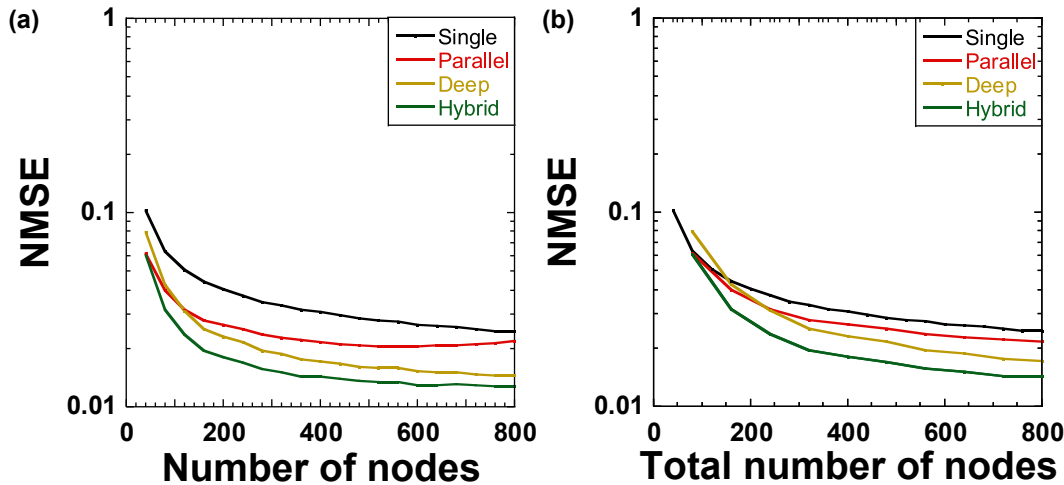 (a)
1
0.1
0.01
NMSE
Single
Parallel
Deep
Hybrid
0 200 400 600 800
Number of nodes
(b)
1
0.1
0.01
NMSE
Single
Parallel
Deep
Hybrid
0 200 400 600 800
Total number of nodes